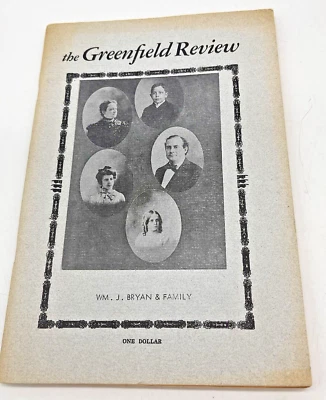 the Greenfield Review
WM. J. BRYAN & FAMILY
ONE DOLLAR